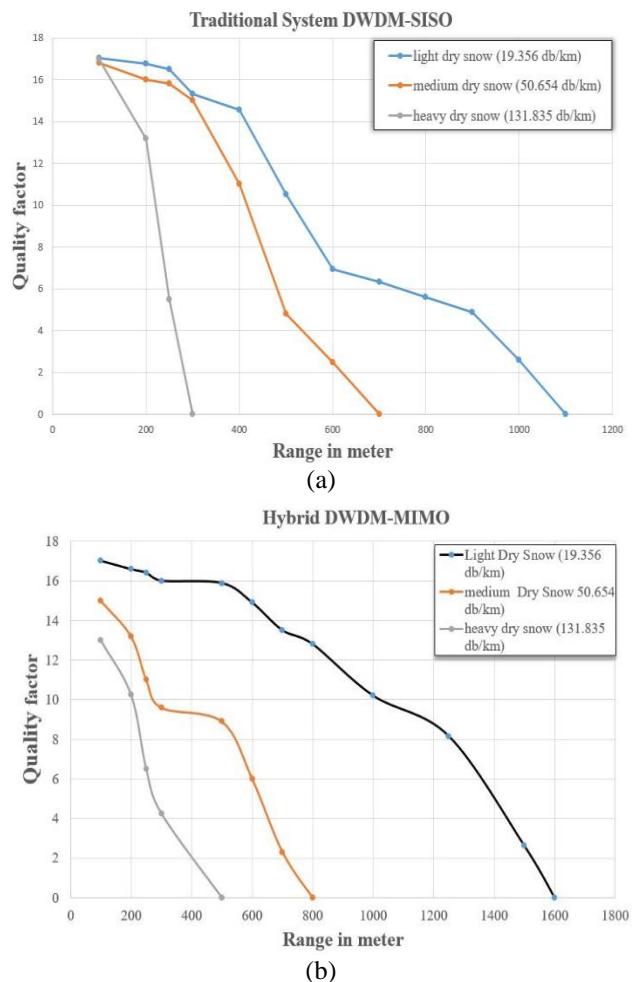 Traditional System DWDM-SISO
light dry snow (19.356 db/km)
medium dry snow (50.654 db/km)
heavy dry snow (131.835 db/km)
Quality factor
18
16
14
12
10
8
6
4
2
0
0 200 400 600 800 1000 1200
Range in meter
(a)
Hybrid DWDM-MIMO
Light Dry Snow (19.356
db/km)
medium Dry Snow 50.654
db/km)
heavy dry snow (131.835
db/km)
Quality factor
18
16
14
12
10
8
6
4
2
0
0 200 400 600 800 1000 1200 1400 1600 1800
Range in meter
(b)